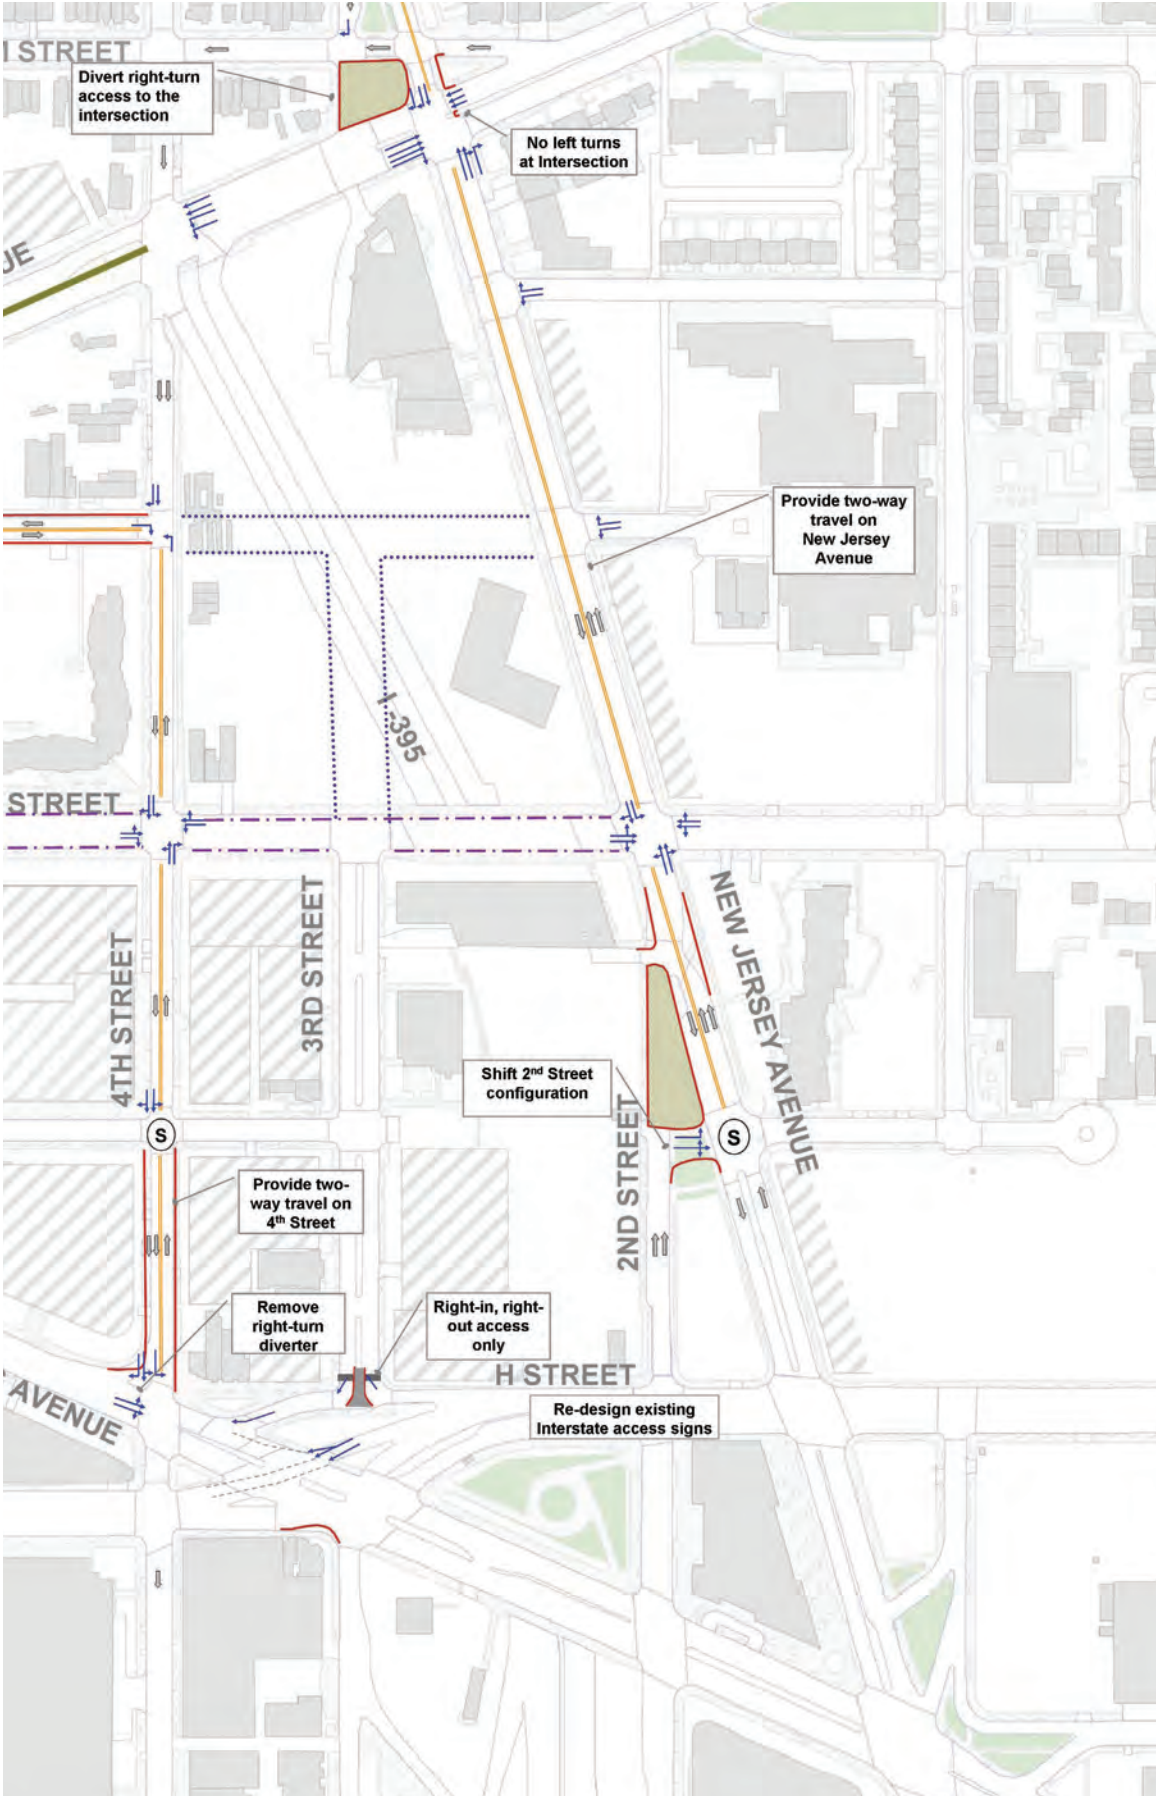 STREET
Divert right-turn
access to the
intersection
No left turns
at Intersection
Provide two-way
travel on
New Jersey
Avenue
I -395
STREET
NEW JERSEY AVENUE
3RD STREET
4TH STREET
Shift 2nd Street
configuration
S
S
2ND STREET
Provide two-
way travel on
4th Street
Remove
right-turn
diverter
Right-in, right-
out access
only
H STREET
AVENUE
Re-design existing
Interstate access signs